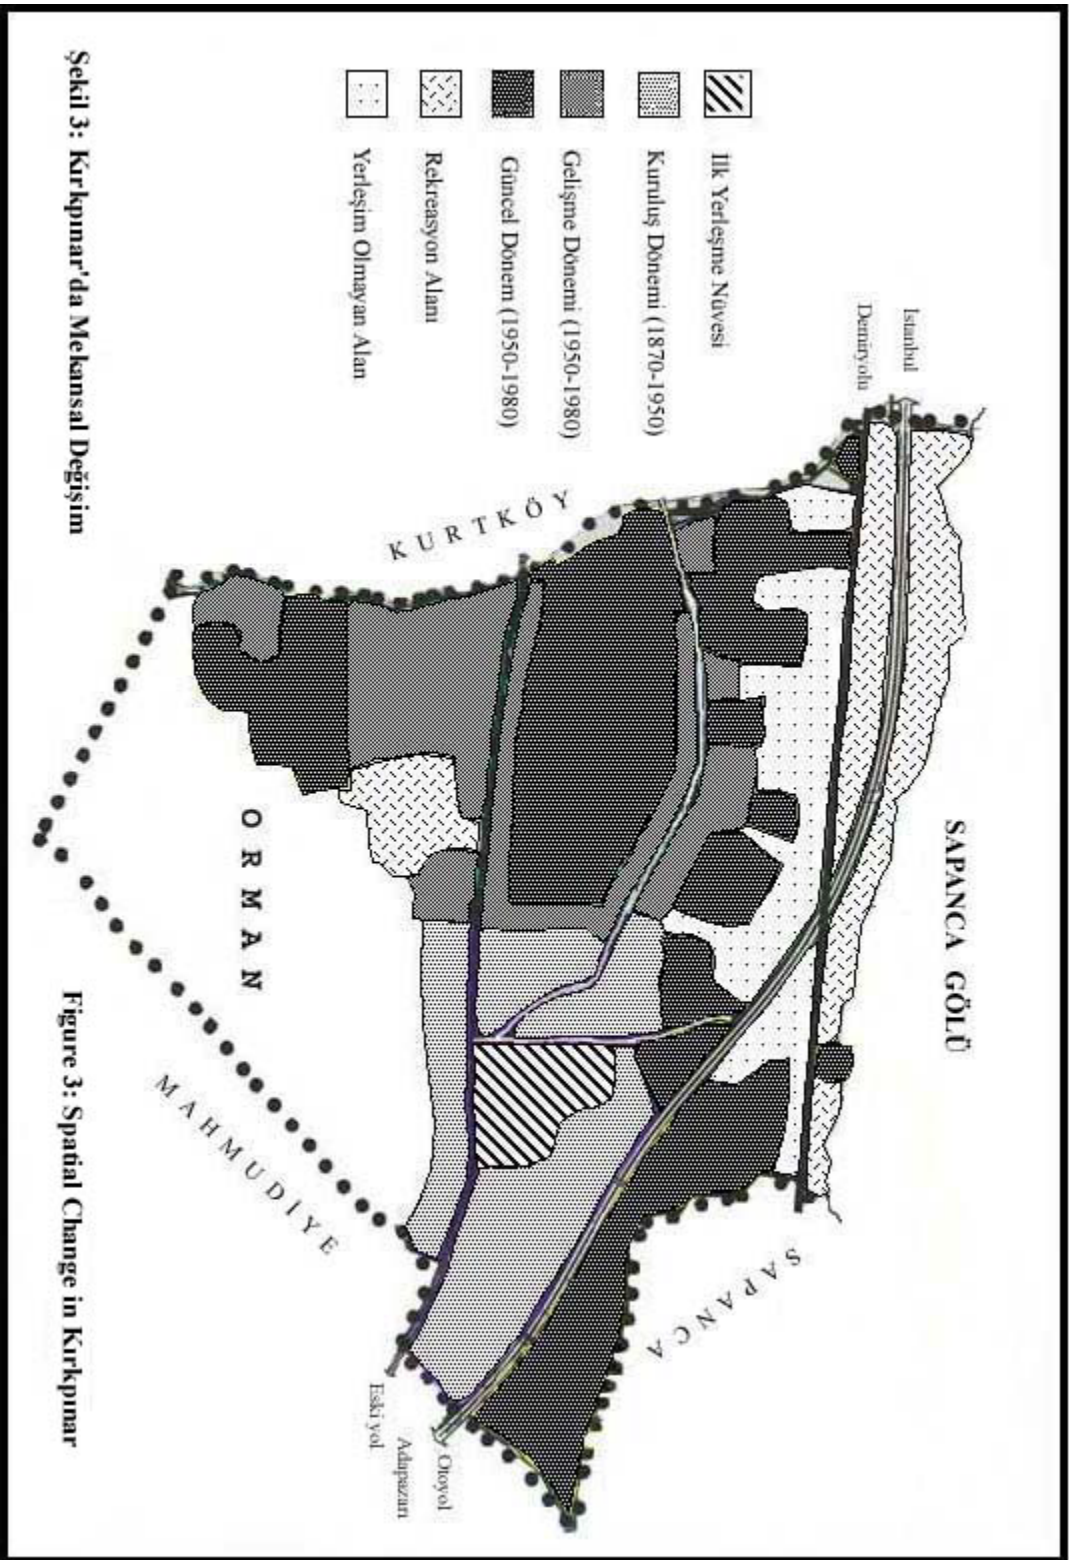 SAPANCA GÖLÜ
İstanbul
Demiryolu
KURTKÖY
SAPANCA
ORMAN
MAHMUDİYE
Otoyol
Adapazarı
Eski yol
İlk Yerleşme Nüvesi
Kuruluş Dönemi (1870-1950)
Gelişme Dönemi (1950-1980)
Güncel Dönem (1950-1980)
Rekreasyon Alanı
Yerleşim Olmayan Alan
Şekil 3: Kırkpınar'da Mekansal Değişim
Figure 3: Spatial Change in Kırkpınar